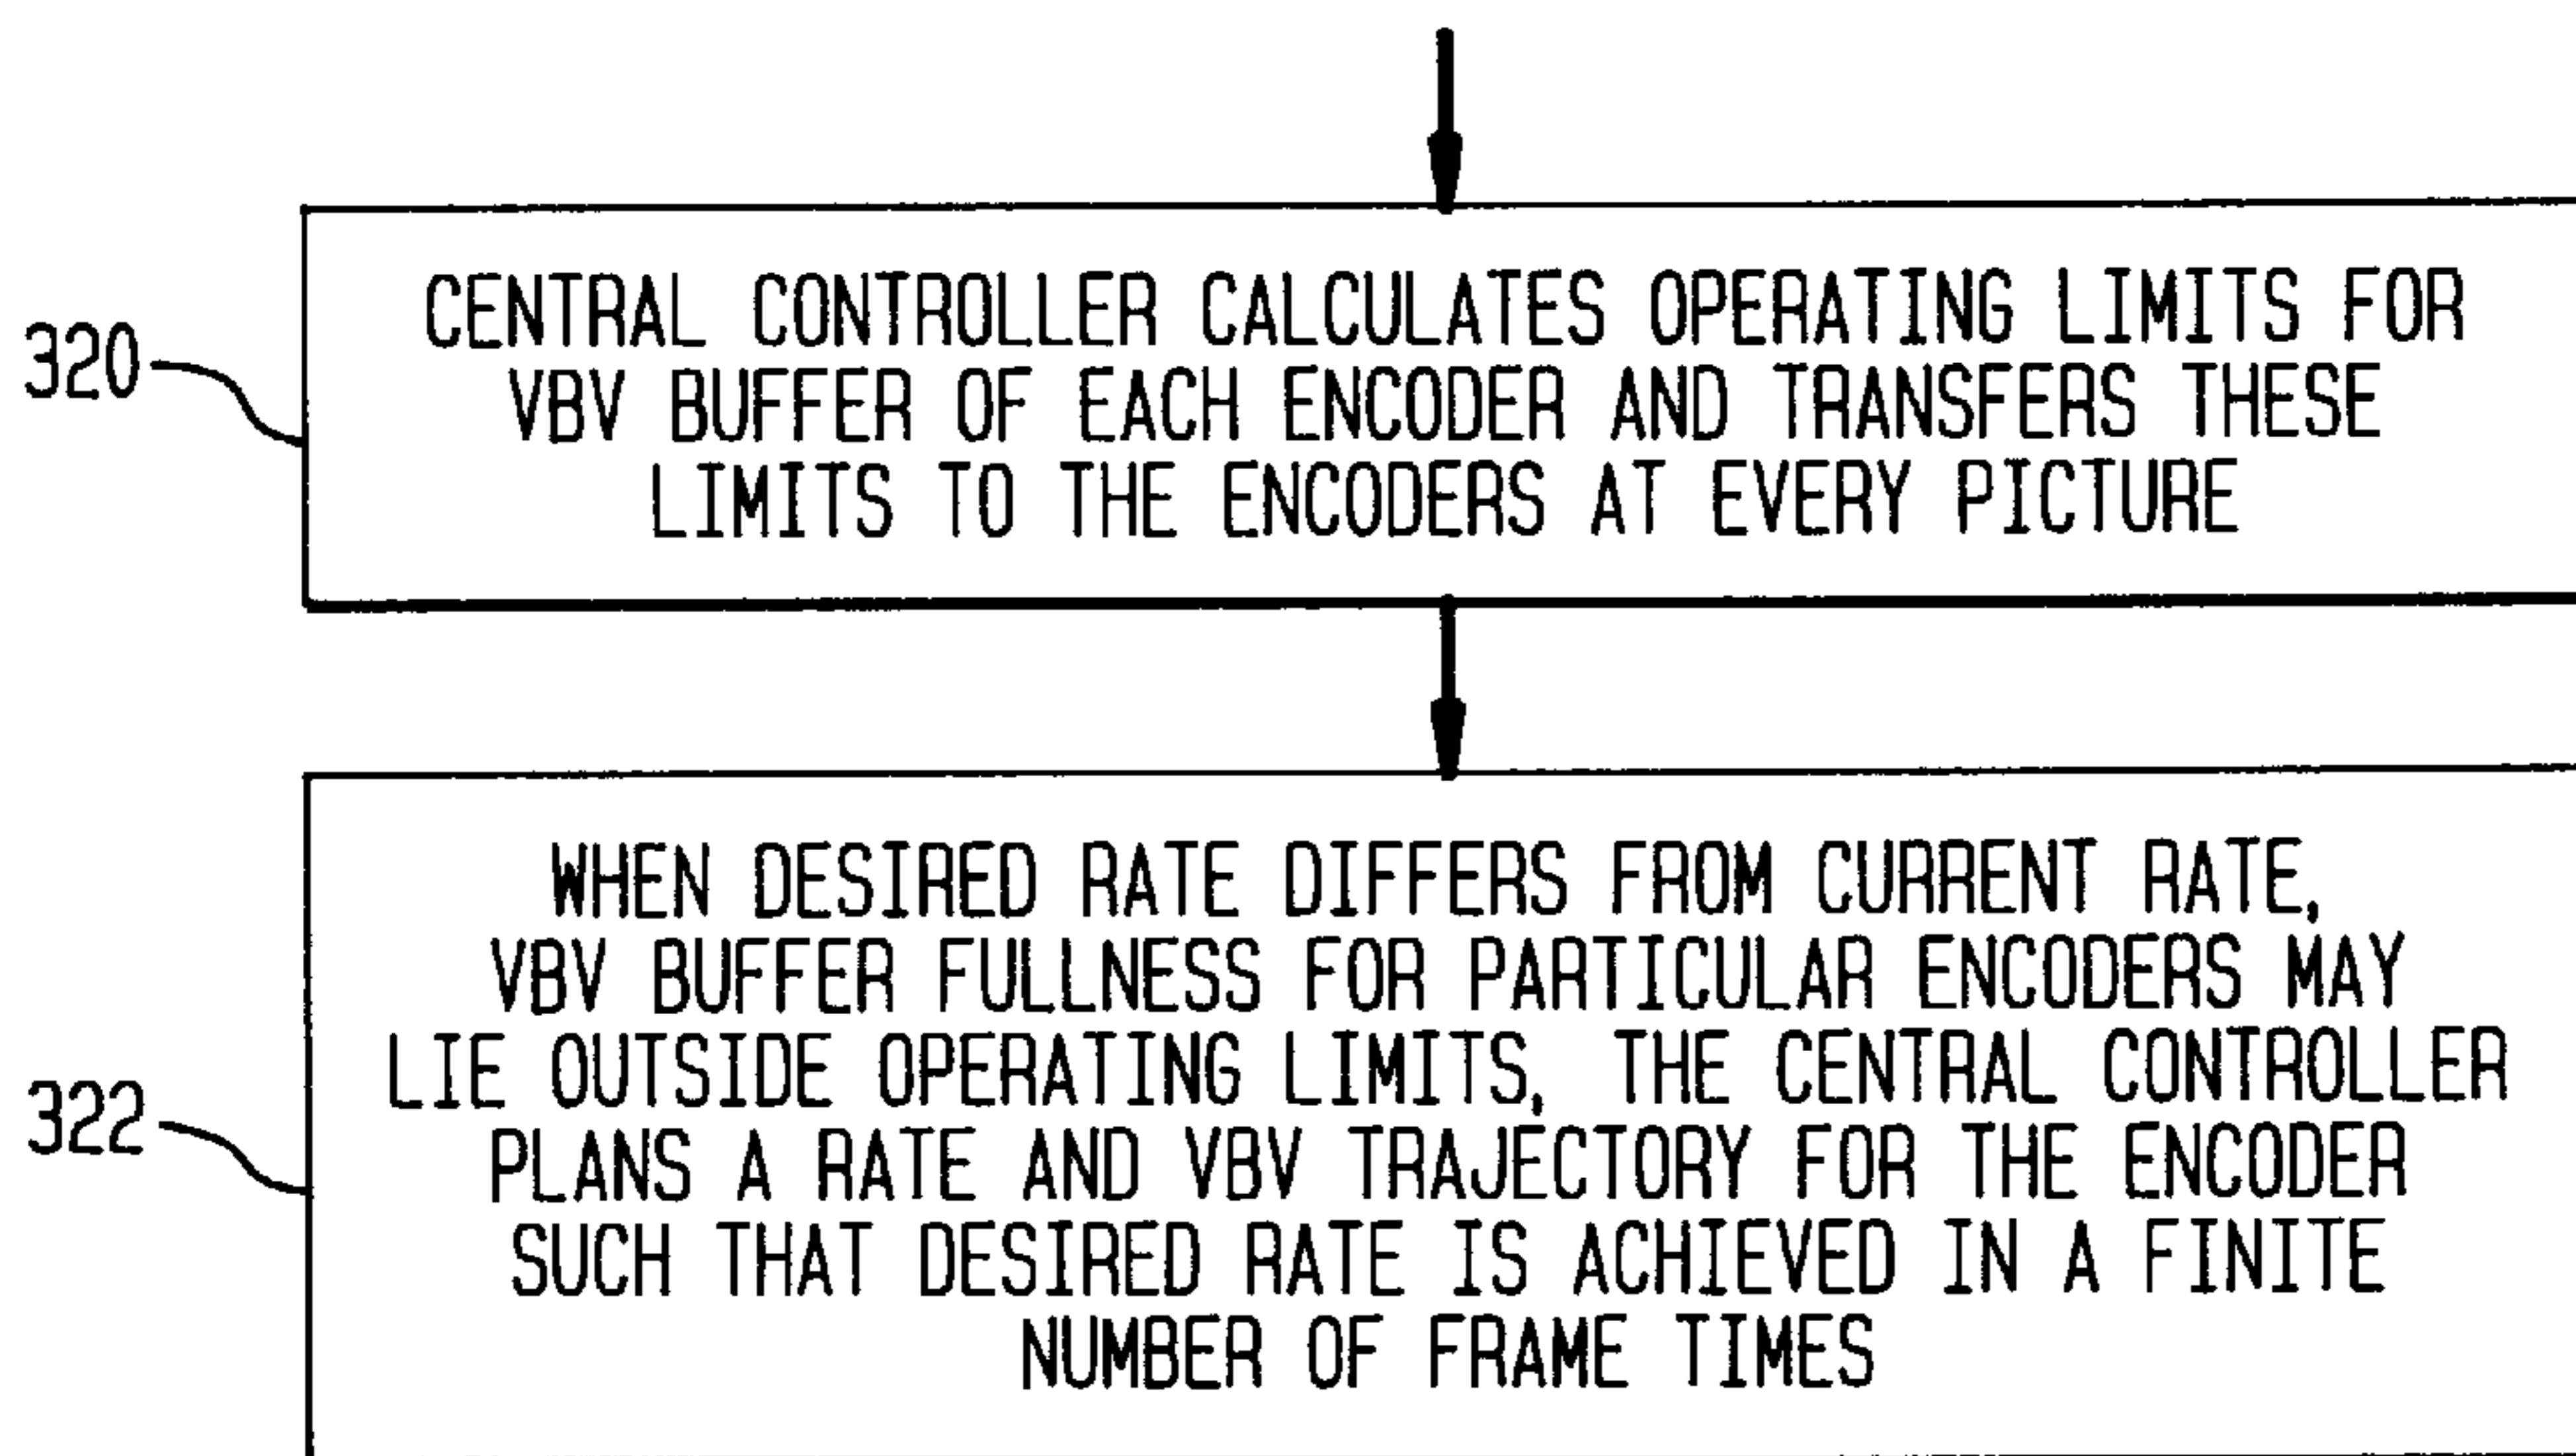 320
CENTRAL CONTROLLER CALCULATES OPERATING LIMITS FOR
VBV BUFFER OF EACH ENCODER AND TRANSFERS THESE
LIMITS TO THE ENCODERS AT EVERY PICTURE
322
WHEN DESIRED RATE DIFFERS FROM CURRENT RATE,
VBV BUFFER FULLNESS FOR PARTICULAR ENCODERS MAY
LIE OUTSIDE OPERATING LIMITS, THE CENTRAL CONTROLLER
PLANS A RATE AND VBV TRAJECTORY FOR THE ENCODER
SUCH THAT DESIRED RATE IS ACHIEVED IN A FINITE
NUMBER OF FRAME TIMES